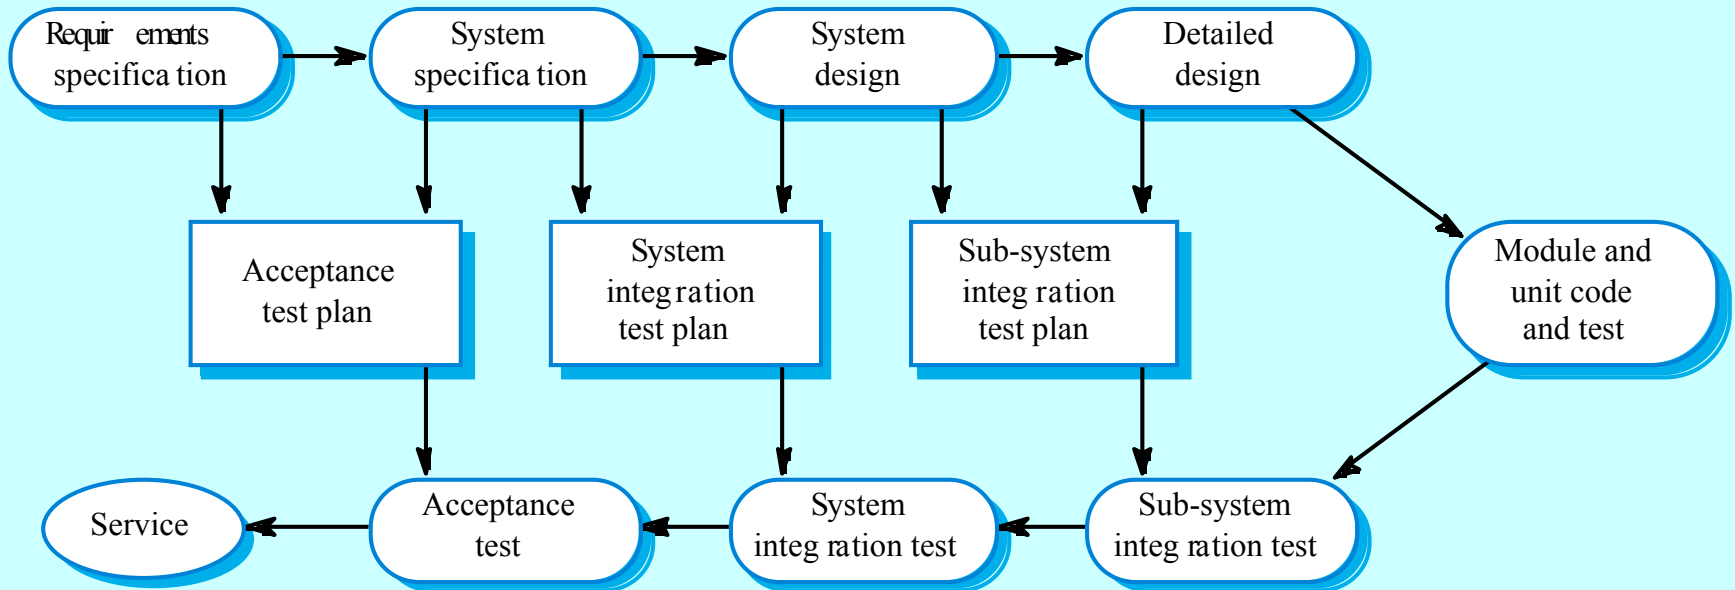 Requir ements
specifica tion
System
specifica tion
System
design
Detailed
design
Acceptance
test plan
System
integ ration
test plan
Sub-system
integ ration
test plan
Module and
unit code
and test
Service
Acceptance
test
System
integ ration test
Sub-system
integ ration test